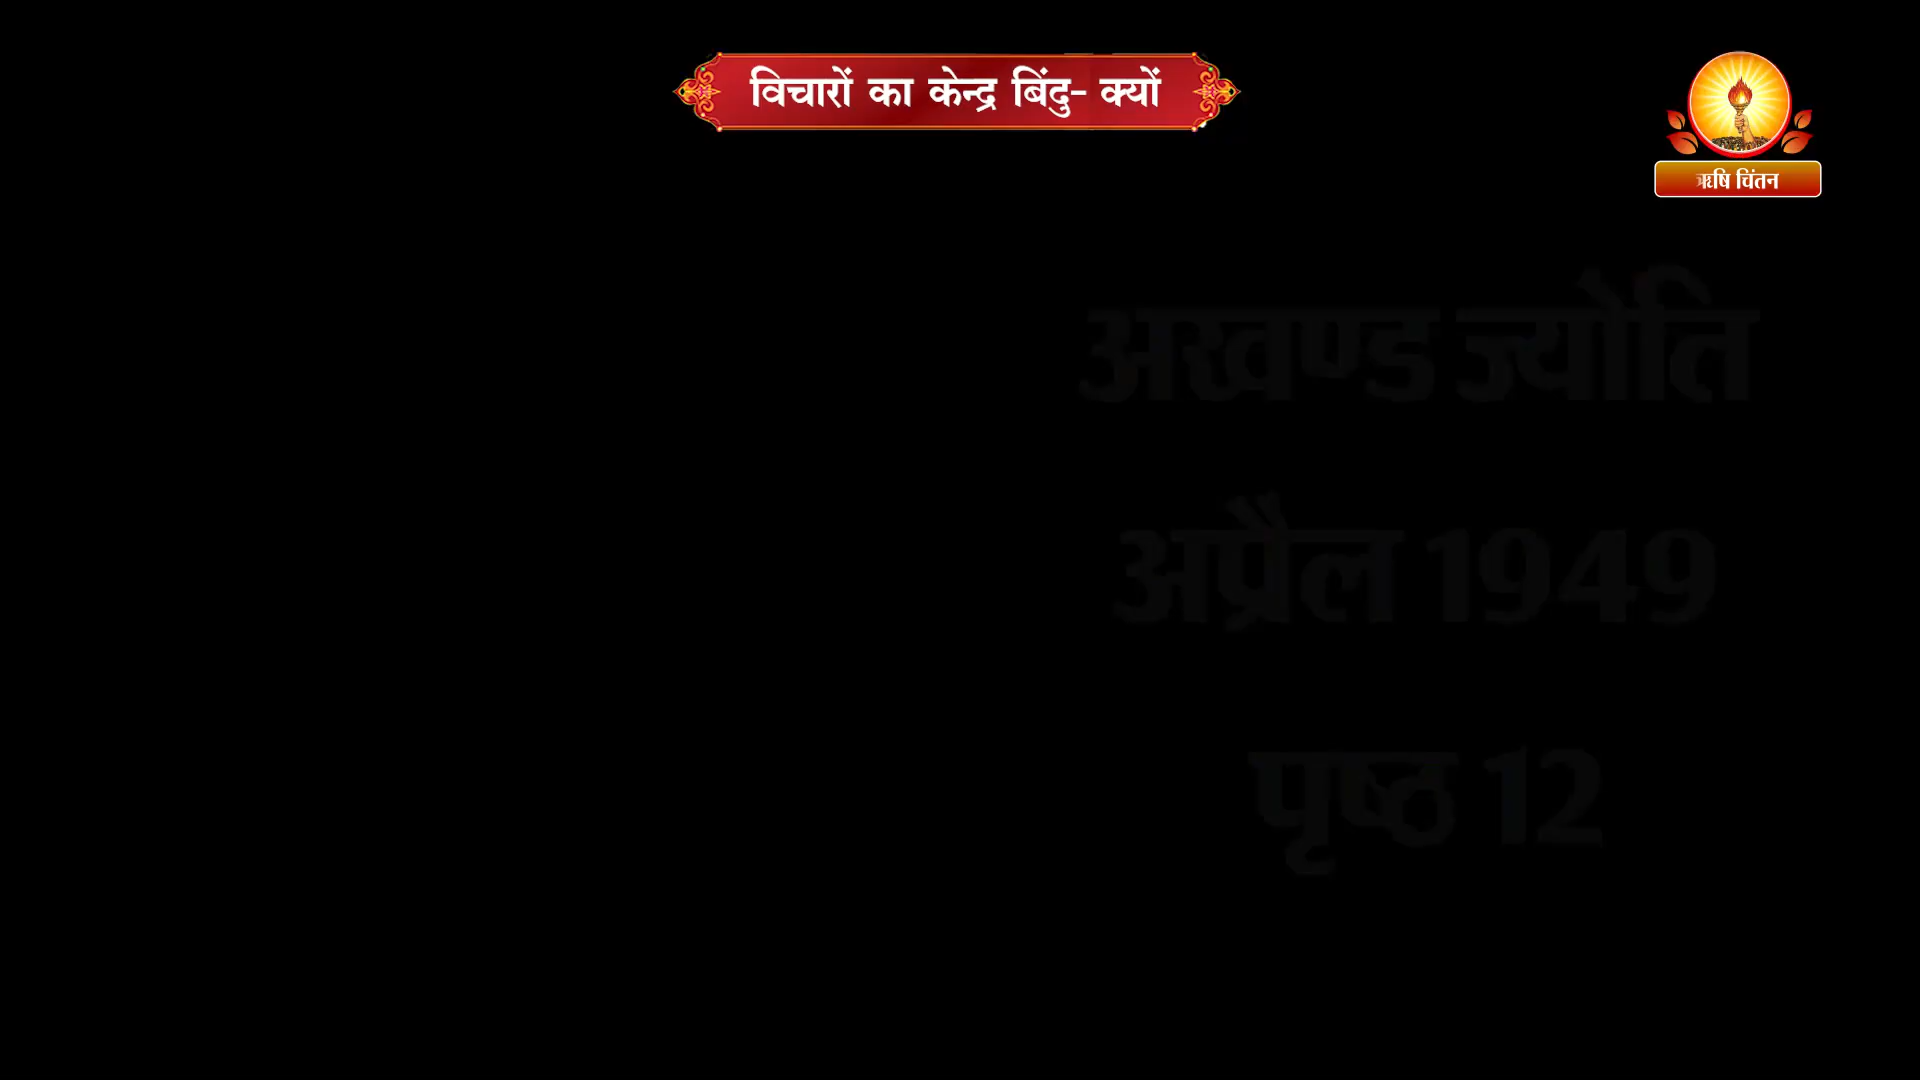 विचारों का केन्द्र बिंदु- क्यों
ऋषि चिंतन
अखण्ड ज्योति
अप्रैल 1949
पृष्ठ 12